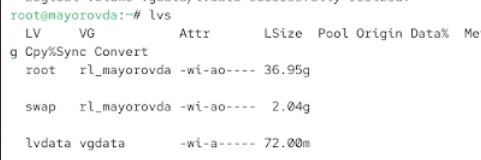 root@mayorovda:~# lvs
LV VG Attr LSize Pool Origin Data% Me
g Cpy%Sync Convert
root rl_mayorovda -wi-ao---- 36.95g
swap rl_mayorovda -wi-ao---- 2.04g
lvdata vgdata -wi-a----- 72.00m